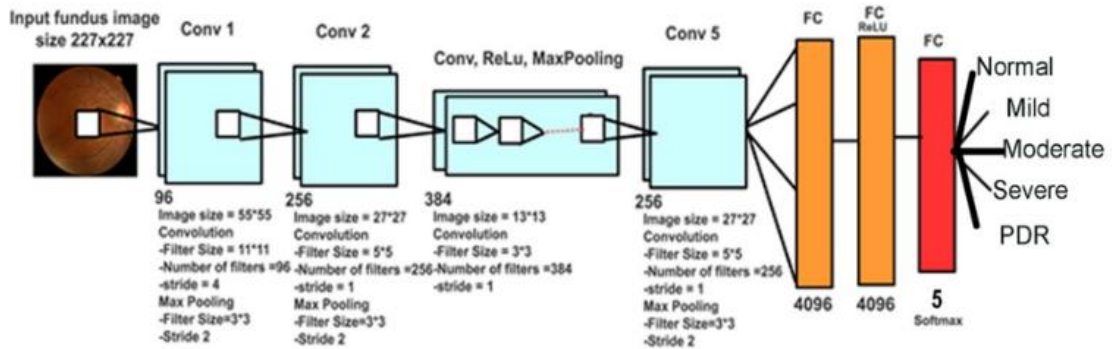 Input fundus image
size 227x227
Conv 1
Conv 2
Conv, ReLu, MaxPooling
Conv 5
FC
FC
ReLU
FC
Normal
Mild
Moderate
Severe
PDR
96
Image size = 55*55
Convolution
-Filter Size = 11*11
-Number of filters =96
-stride = 4
Max Pooling
-Filter Size=3*3
-Stride 2
256
Image size = 27*27
Convolution
-Filter Size = 5*5
-Number of filters =256
-stride = 1
Max Pooling
-Filter Size=3*3
-Stride 2
384
Image size = 13*13
Convolution
-Filter Size = 3*3
-Number of filters =384
-stride = 1
256
Image size = 27*27
Convolution
-Filter Size = 5*5
-Number of filters =256
-stride = 1
Max Pooling
-Filter Size=3*3
-Stride 2
4096
4096
5
Softmax